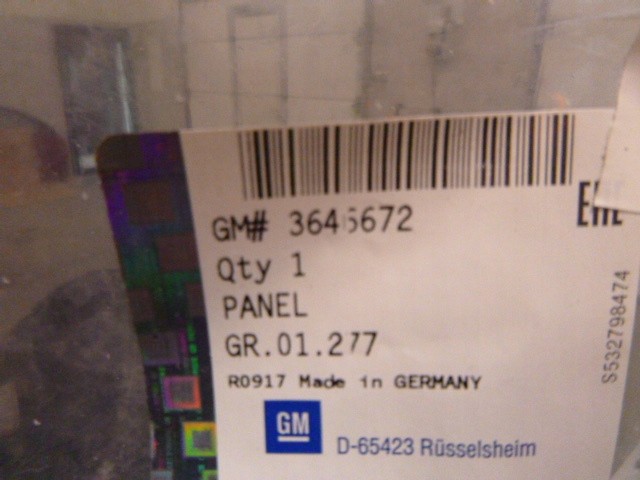 GM# 3646672
Qty 1
PANEL
GR.01.277
R0917 Made in GERMANY
GM
D-65423 Rüsselsheim
S532798474